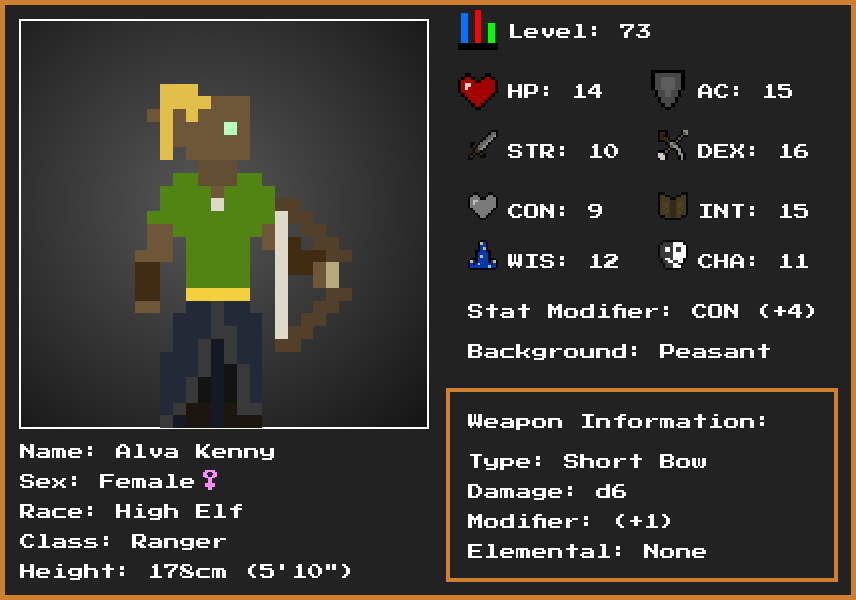 Level: 73
HP: 14
AC: 15
STR: 10
DEX: 16
CON: 9
INT: 15
WIS: 12
CHA: 11
Stat Modifier: CON (+4)
Background: Peasant
Name: Alva Kenny
Sex: Female♀
Race: High Elf
Class: Ranger
Height: 178cm (5'10")
Weapon Information:
Type: Short Bow
Damage: d6
Modifier: (+1)
Elemental: None